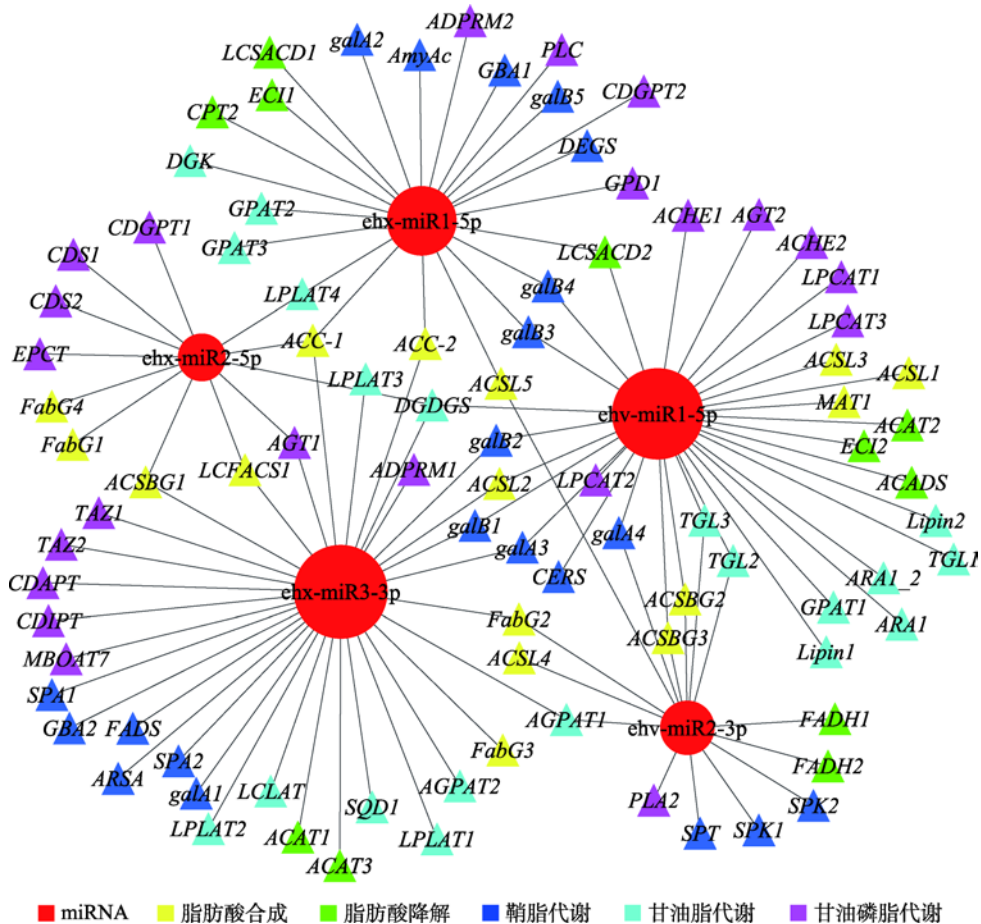 ADPRM2
galA2
AmyAc
PLC
LCSACD1
GBA1
ECI1
galB5
CDGPT2
CPT2
DEGS
DGK
GPD1
GPAT2
ehx-miR1-5p
ACHE1
AGT2
CDGPT1
GPAT3
ACHE2
CDS1
LCSACD2
LPCAT1
CDS2
LPLAT4
galB4
LPCAT3
galB3
EPCT
ehx-miR2-5p
ACC-1
ACC-2
ACSL3
LPLAT3
ACSL5
ACSL1
FabG4
DGDGS
ehv-miR1-5p
MAT1
ACAT2
FabG1
AGT1
galB2
ECI2
ACSBG1
LCFACS1
ADPRM1
ACSL2
LPCAT2
ACADS
TAZ1
galB1
galA4
TGL3
Lipin2
TAZ2
galA3
TGL2
TGL1
CDAPT
ehx-miR3-3p
CERS
ACSBG2
ARA1_2
CDIPT
FabG2
GPAT1
ARA1
ACSBG3
MBOAT7
ACSL4
Lipin1
SPA1
GBA2
FADS
AGPAT1
ehv-miR2-3p
FADH1
FabG3
ARSA
SPA2
FADH2
galA1
LCLAT
SQD1
AGPAT2
PLA2
SPK2
LPLAT2
ACAT1
LPLAT1
SPT
SPK1
ACAT3
miRNA 脂肪酸合成 脂肪酸降解 鞘脂代谢 甘油脂代谢 甘油磷脂代谢